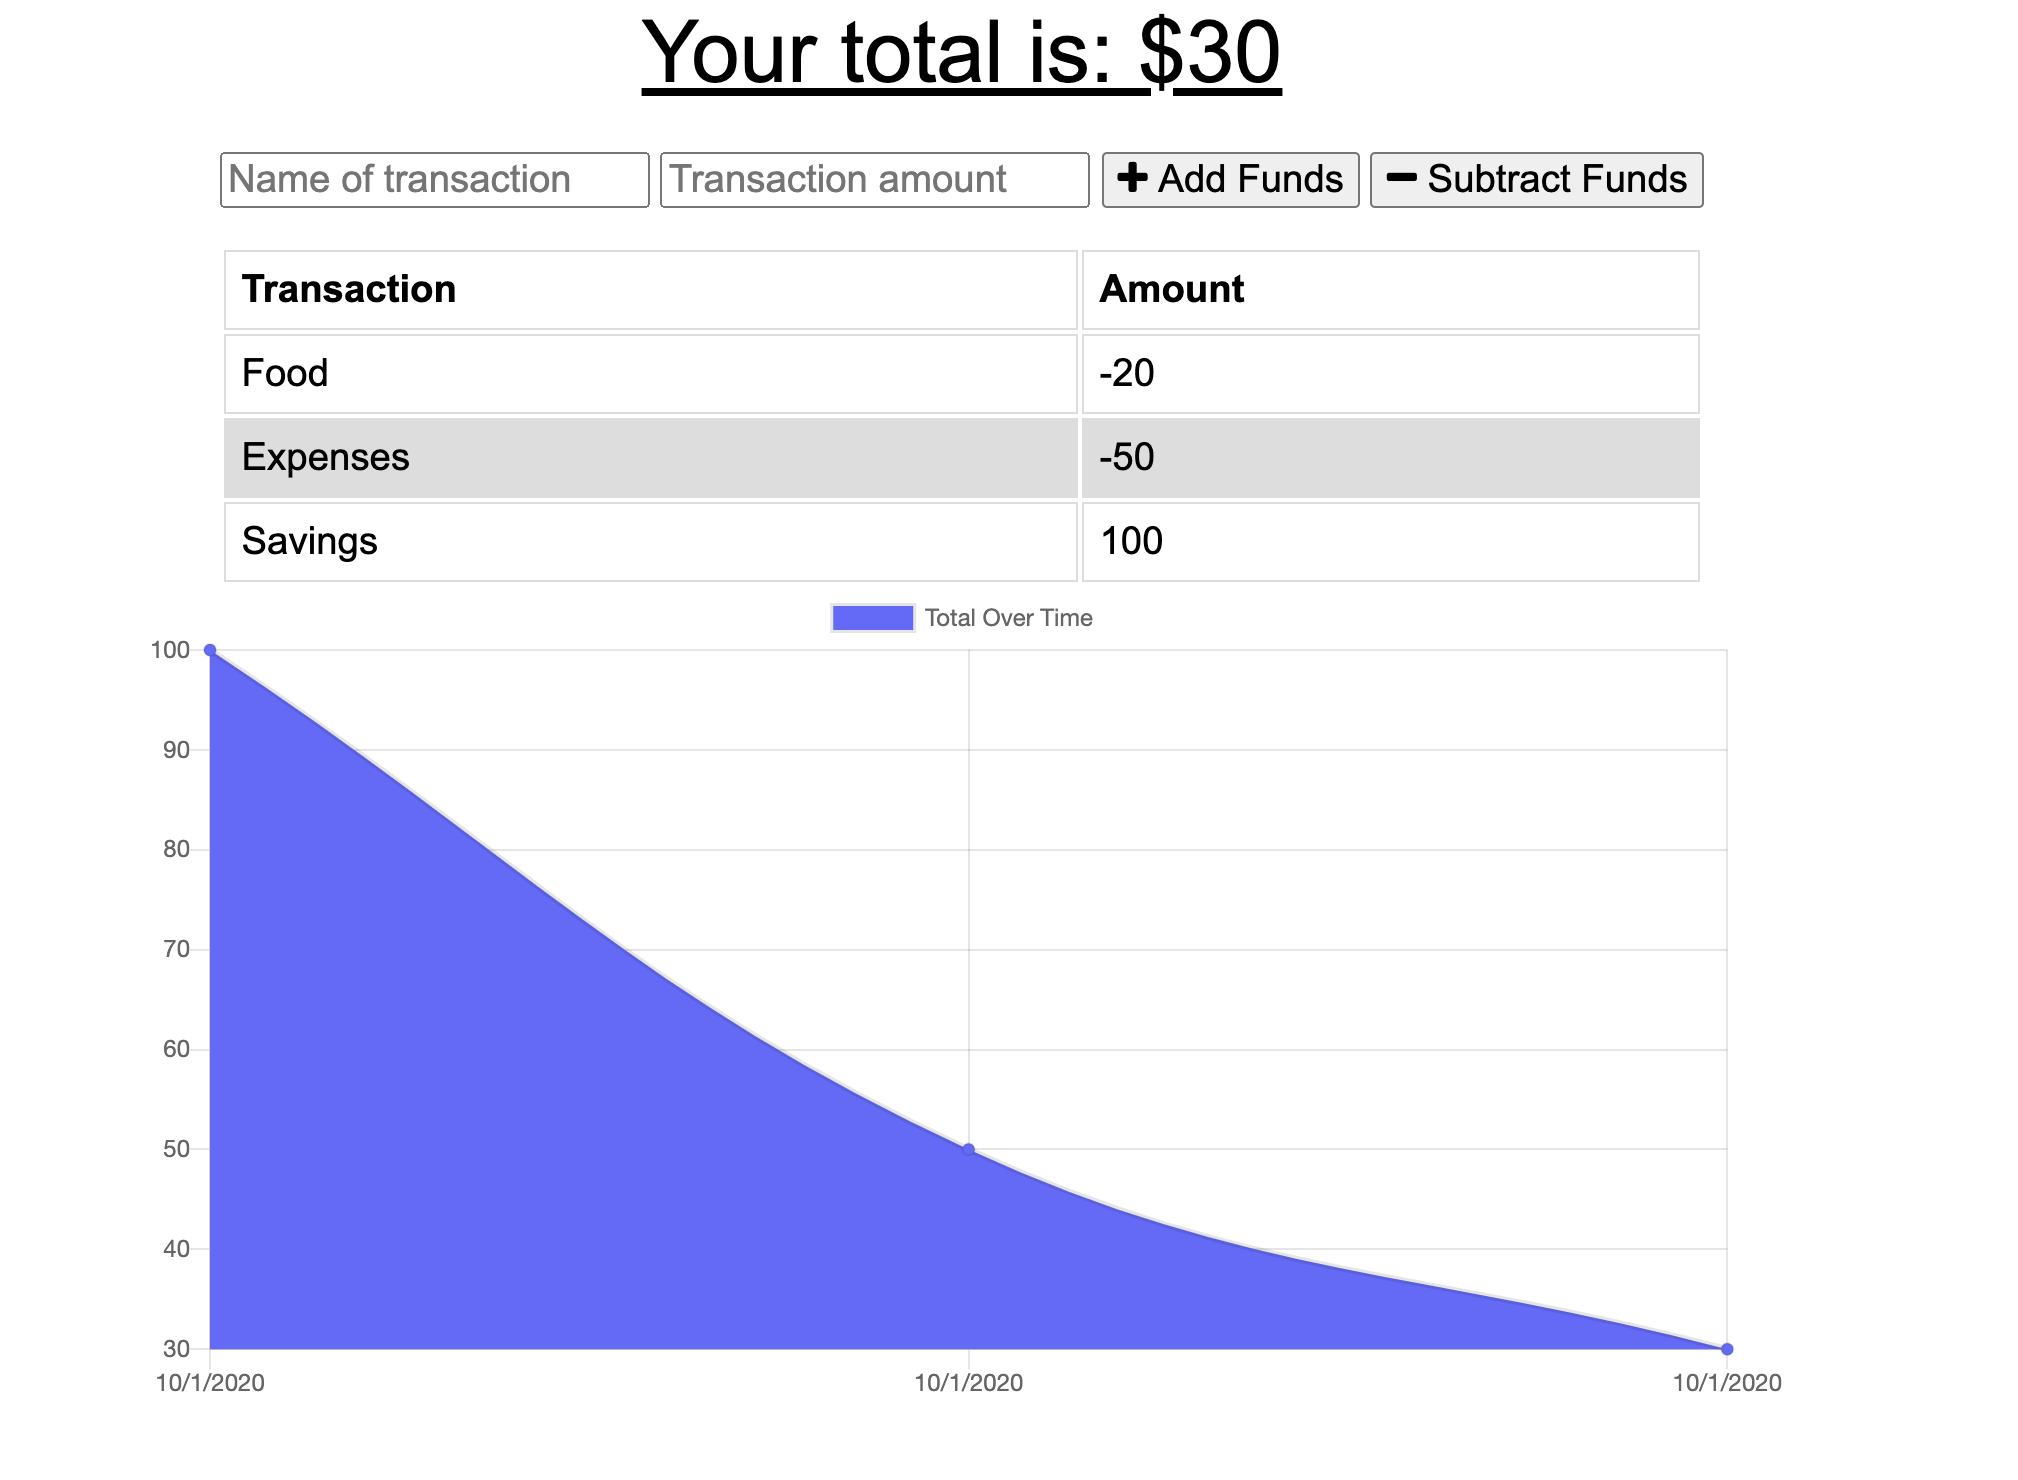 Your total is: $30
Name of transaction Transaction amount Add Funds Subtract Funds
Transaction Amount
Food -20
Expenses -50
Savings 100
Total Over Time
100
90
80
70
60
50
40
30
10/1/2020 10/1/2020 10/1/2020